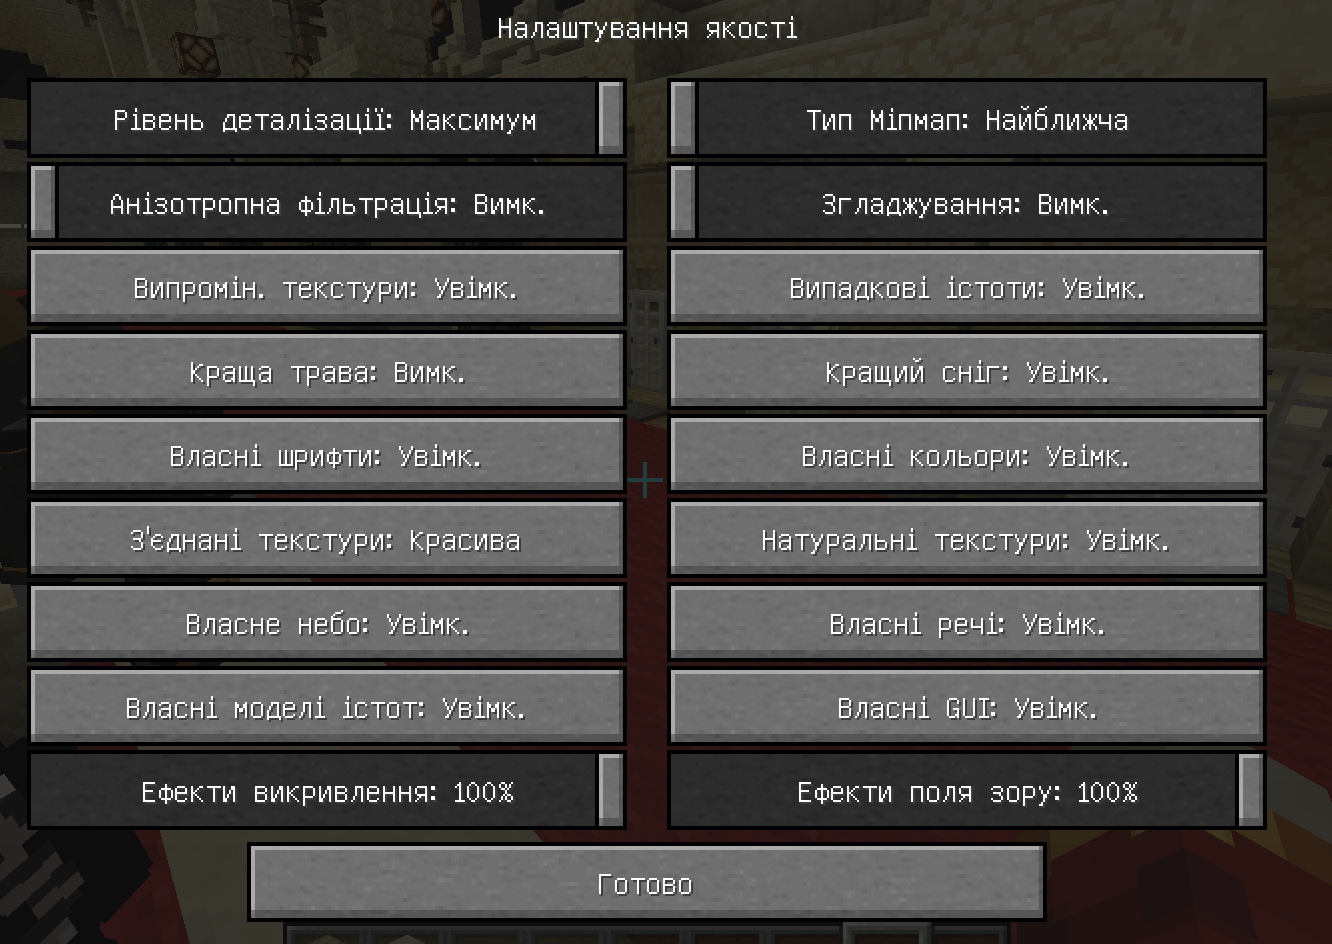 Налаштування якості
Рівень деталізації: Максимум
Тип Міпмап: Найближча
Анізотропна фільтрація: Вимк.
Згладжування: Вимк.
Випромін. текстури: Увімк.
Випадкові істоти: Увімк.
Краща трава: Вимк.
Кращий сніг: Увімк.
Власні шрифти: Увімк.
Власні кольори: Увімк.
З'єднані текстури: Красива
Натуральні текстури: Увімк.
Власне небо: Увімк.
Власні речі: Увімк.
Власні моделі істот: Увімк.
Власні GUI: Увімк.
Ефекти викривлення: 100%
Ефекти поля зору: 100%
Готово